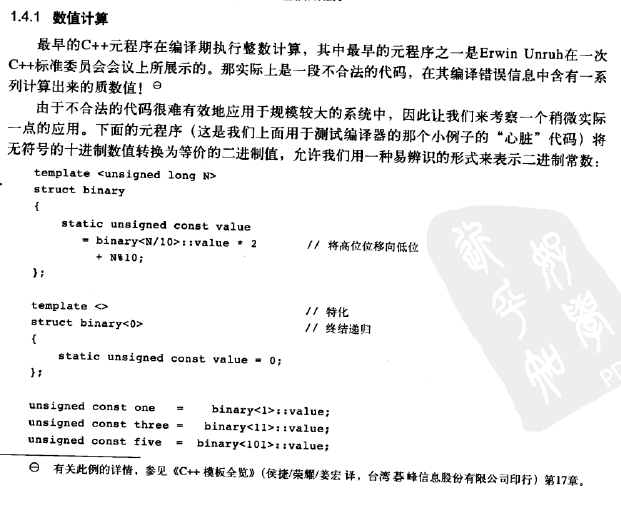 1.4.1 数值计算
最早的C++元程序在编译期执行整数计算，其中最早的元程序之一是Erwin Unruh在一次
C++标准委员会会议上所展示的。那实际上是一段不合法的代码，在其编译错误信息中含有一系
列计算出来的质数值！㊀
由于不合法的代码很难有效地应用于规模较大的系统中，因此让我们来考察一个稍微实际
一点的应用。下面的元程序（这是我们上面用于测试编译器的那个小例子的“心脏”代码）将
无符号的十进制数值转换为等价的二进制值，允许我们用一种易辨识的形式来表示二进制常数：
template <unsigned long N>
struct binary
{
static unsigned const value
= binary<N/10>::value * 2 // 将高位位移向低位
+ N%10;
};
template <> // 特化
struct binary<0> // 终结递归
{
static unsigned const value = 0;
};
unsigned const one = binary<1>::value;
unsigned const three = binary<11>::value;
unsigned const five = binary<101>::value;
㊀ 有关此例的详情，参见《C++ 模板全览》（侯捷/荣耀/姜宏 译，台湾碁峰信息股份有限公司印行）第17章。
PD